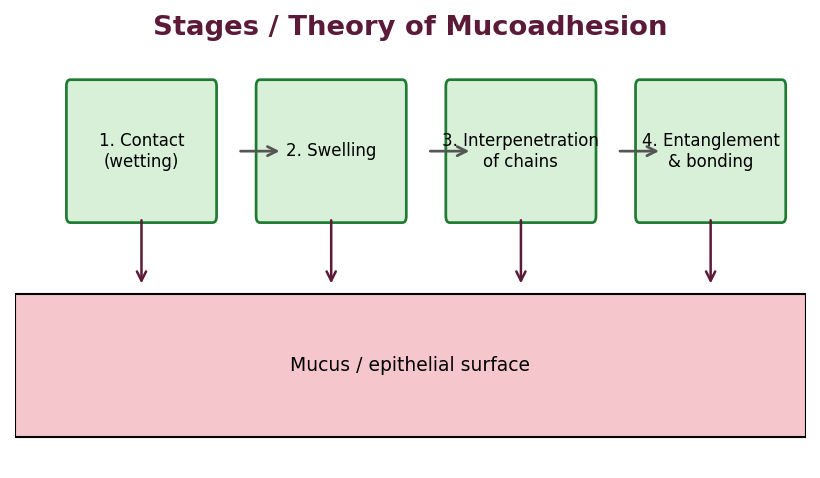 Stages / Theory of Mucoadhesion
1. Contact
(wetting)
2. Swelling
3. Interpenetration
of chains
4. Entanglement
& bonding
Mucus / epithelial surface